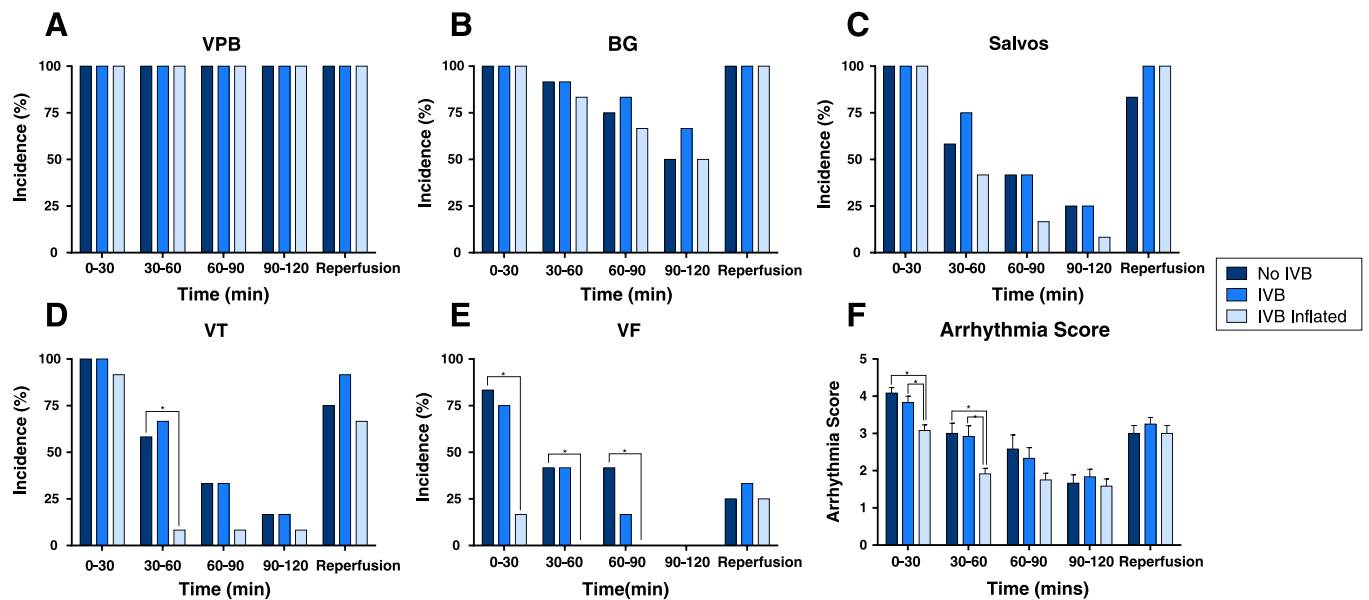 A
VPB
Incidence (%)
100
75
50
25
0
0-30 30-60 60-90 90-120 Reperfusion
Time (min)
B
BG
Incidence (%)
100
75
50
25
0
0-30 30-60 60-90 90-120 Reperfusion
Time (min)
C
Salvos
Incidence (%)
100
75
50
25
0
0-30 30-60 60-90 90-120 Reperfusion
Time (min)
No IVB
IVB
IVB Inflated
D
VT
Incidence (%)
100
75
50
25
0
*
0-30 30-60 60-90 90-120 Reperfusion
Time (min)
E
VF
Incidence (%)
100
75
50
25
0
*
*
*
0-30 30-60 60-90 90-120 Reperfusion
Time(min)
F
Arrhythmia Score
Arrhythmia Score
5
4
3
2
1
0
*
*
*
*
0-30 30-60 60-90 90-120 Reperfusion
Time (mins)